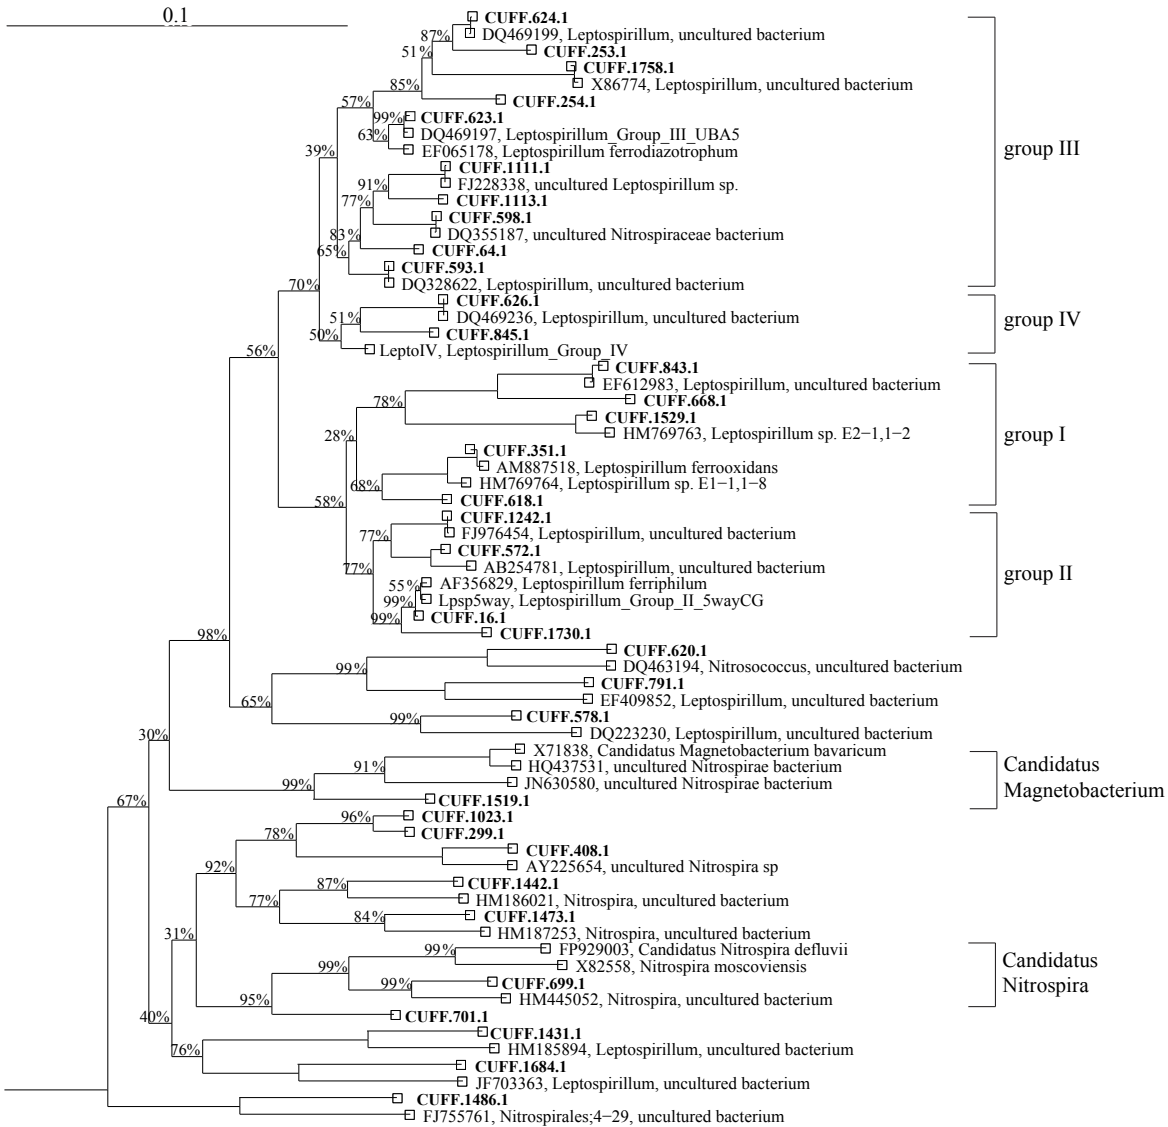 0.1
CUFF.624.1
87%
DQ469199, Leptospirillum, uncultured bacterium
51%
CUFF.253.1
CUFF.1758.1
85%
X86774, Leptospirillum, uncultured bacterium
57%
CUFF.254.1
99%
CUFF.623.1
63%
DQ469197, Leptospirillum_Group_III_UBA5
group III
39%
EF065178, Leptospirillum ferrodiazotrophum
CUFF.1111.1
91%
FJ228338, uncultured Leptospirillum sp.
77%
CUFF.1113.1
CUFF.598.1
83%
DQ355187, uncultured Nitrospiraceae bacterium
65%
CUFF.64.1
CUFF.593.1
70%
DQ328622, Leptospirillum, uncultured bacterium
CUFF.626.1
51%
DQ469236, Leptospirillum, uncultured bacterium
group IV
50%
CUFF.845.1
56%
LeptoIV, Leptospirillum_Group_IV
CUFF.843.1
EF612983, Leptospirillum, uncultured bacterium
78%
CUFF.668.1
CUFF.1529.1
28%
HM769763, Leptospirillum sp. E2−1,1−2
group I
CUFF.351.1
AM887518, Leptospirillum ferrooxidans
68%
HM769764, Leptospirillum sp. E1−1,1−8
58%
CUFF.618.1
CUFF.1242.1
77%
FJ976454, Leptospirillum, uncultured bacterium
CUFF.572.1
77%
AB254781, Leptospirillum, uncultured bacterium
group II
55%
AF356829, Leptospirillum ferriphilum
99%
Lpsp5way, Leptospirillum_Group_II_5wayCG
99%
CUFF.16.1
98%
CUFF.1730.1
CUFF.620.1
99%
DQ463194, Nitrosococcus, uncultured bacterium
CUFF.791.1
65%
EF409852, Leptospirillum, uncultured bacterium
99%
CUFF.578.1
30%
DQ223230, Leptospirillum, uncultured bacterium
X71838, Candidatus Magnetobacterium bavaricum
91%
HQ437531, uncultured Nitrospirae bacterium
Candidatus
Magnetobacterium
99%
JN630580, uncultured Nitrospirae bacterium
67%
CUFF.1519.1
96%
CUFF.1023.1
78%
CUFF.299.1
CUFF.408.1
92%
AY225654, uncultured Nitrospira sp
87%
CUFF.1442.1
77%
HM186021, Nitrospira, uncultured bacterium
84%
CUFF.1473.1
31%
HM187253, Nitrospira, uncultured bacterium
99%
FP929003, Candidatus Nitrospira defluvii
99%
X82558, Nitrospira moscoviensis
Candidatus
Nitrospira
99%
CUFF.699.1
95%
HM445052, Nitrospira, uncultured bacterium
40%
CUFF.701.1
CUFF.1431.1
76%
HM185894, Leptospirillum, uncultured bacterium
CUFF.1684.1
JF703363, Leptospirillum, uncultured bacterium
CUFF.1486.1
FJ755761, Nitrospirales;4−29, uncultured bacterium